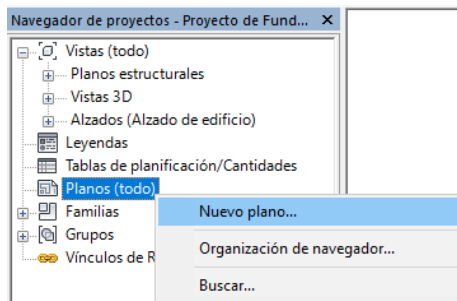 Navegador de proyectos - Proyecto de Fund...
Vistas (todo)
Planos estructurales
Vistas 3D
Alzados (Alzado de edificio)
Leyendas
Tablas de planificación/Cantidades
Planos (todo)
Familias
Grupos
Vínculos de R
Nuevo plano...
Organización de navegador...
Buscar...